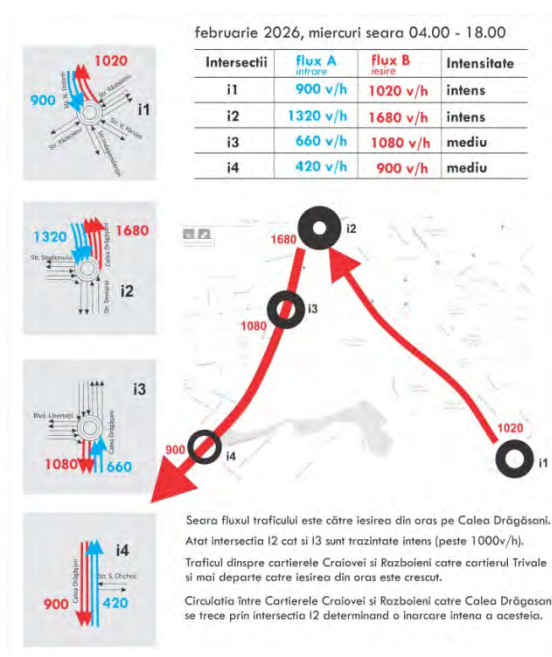 februarie 2026, miercuri seara 04.00 - 18.00
Intersectii flux A intrare flux B iesire Intensitate
i1 900 v/h 1020 v/h intens
i2 1320 v/h 1680 v/h intens
i3 660 v/h 1080 v/h mediu
i4 420 v/h 900 v/h mediu
1020
900
Str. Războieni
i1
Str. Războieni
1320
1680
Calea Drăgășani
i2
i3
Blvd. Libertații
Calea Drăgășani
1080
660
i4
Calea Drăgășani
900
420
i2
1680
i3
1080
900
i4
1020
i1
Seara fluxul traficului este către iesirea din oras pe Calea Drăgăsani.
Atat intersectia I2 cat si I3 sunt trazintate intens (peste 1000v/h).
Traficul dinspre cartierele Craiovei si Razboieni catre cartierul Trivale
si mai departe catre iesirea din oras este crescut.
Circulatia între Cartierele Craiovei si Razboieni catre Calea Drăgasan
se trece prin intersectia I2 determinand o inarcare intena a acesteia.